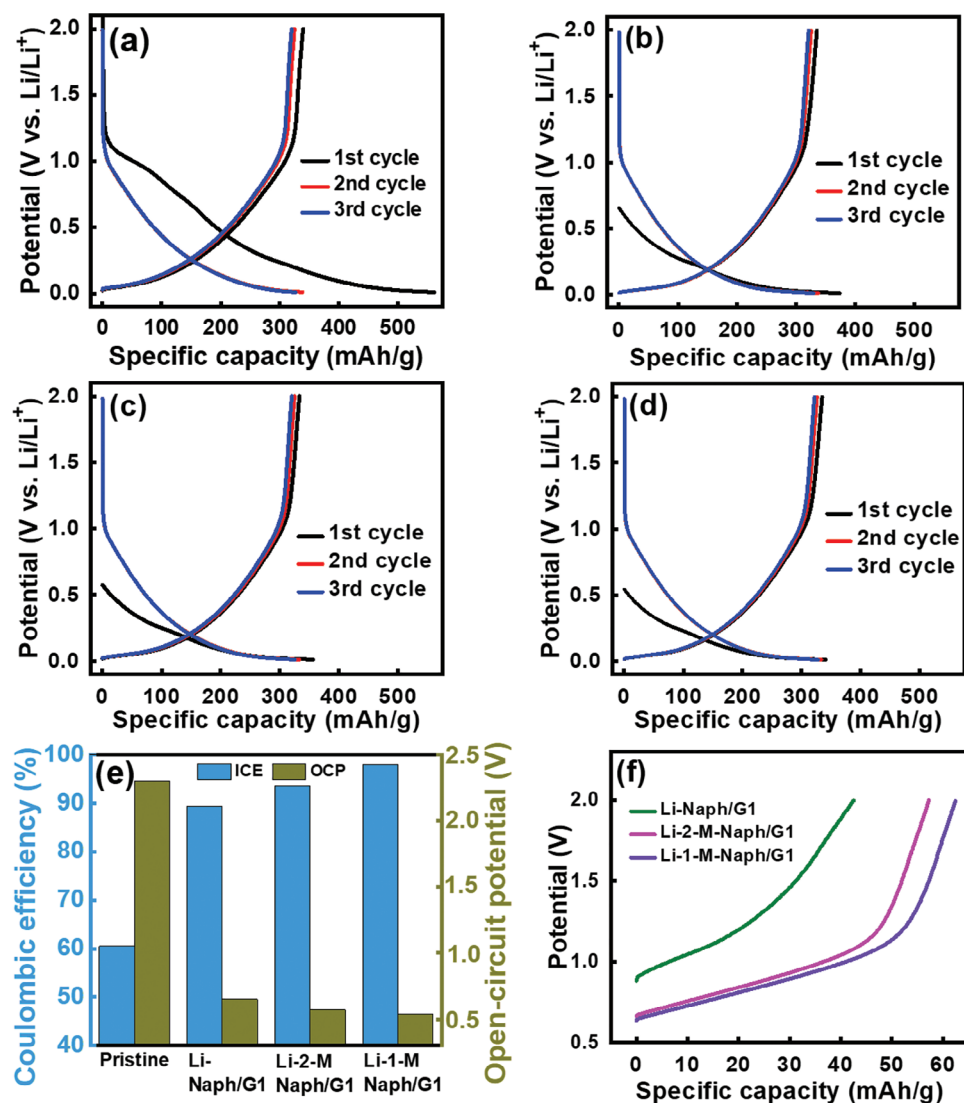 (a)
Potential (V vs. Li/Li⁺)
2.0
1.5
1.0
0.5
0.0
1st cycle
2nd cycle
3rd cycle
0 100 200 300 400 500
Specific capacity (mAh/g)
(b)
Potential (V vs. Li/Li⁺)
2.0
1.5
1.0
0.5
0.0
1st cycle
2nd cycle
3rd cycle
0 100 200 300 400 500
Specific capacity (mAh/g)
(c)
Potential (V vs. Li/Li⁺)
2.0
1.5
1.0
0.5
0.0
1st cycle
2nd cycle
3rd cycle
0 100 200 300 400 500
Specific capacity (mAh/g)
(d)
Potential (V vs. Li/Li⁺)
2.0
1.5
1.0
0.5
0.0
1st cycle
2nd cycle
3rd cycle
0 100 200 300 400 500
Specific capacity (mAh/g)
(e)
Coulombic efficiency (%)
100
90
80
70
60
50
40
ICE OCP
2.5
2.0
1.5
1.0
0.5
Open-circuit potential (V)
Pristine Li- Li-2-M Li-1-M
Naph/G1 Naph/G1 Naph/G1
(f)
Potential (V)
2.0
1.5
1.0
0.5
Li-Naph/G1
Li-2-M-Naph/G1
Li-1-M-Naph/G1
0 10 20 30 40 50 60
Specific capacity (mAh/g)